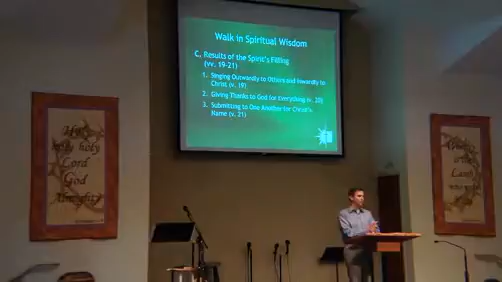 Walk in Spiritual Wisdom
C. Results of the Spirit's Filling
(vv. 19-21)
1. Singing Outwardly to Others and Inwardly to
Christ (v. 19)
2. Giving Thanks to God for Everything (v. 20)
3. Submitting to One Another for Christ's
Name (v. 21)
holy
Lord
God
Almighty